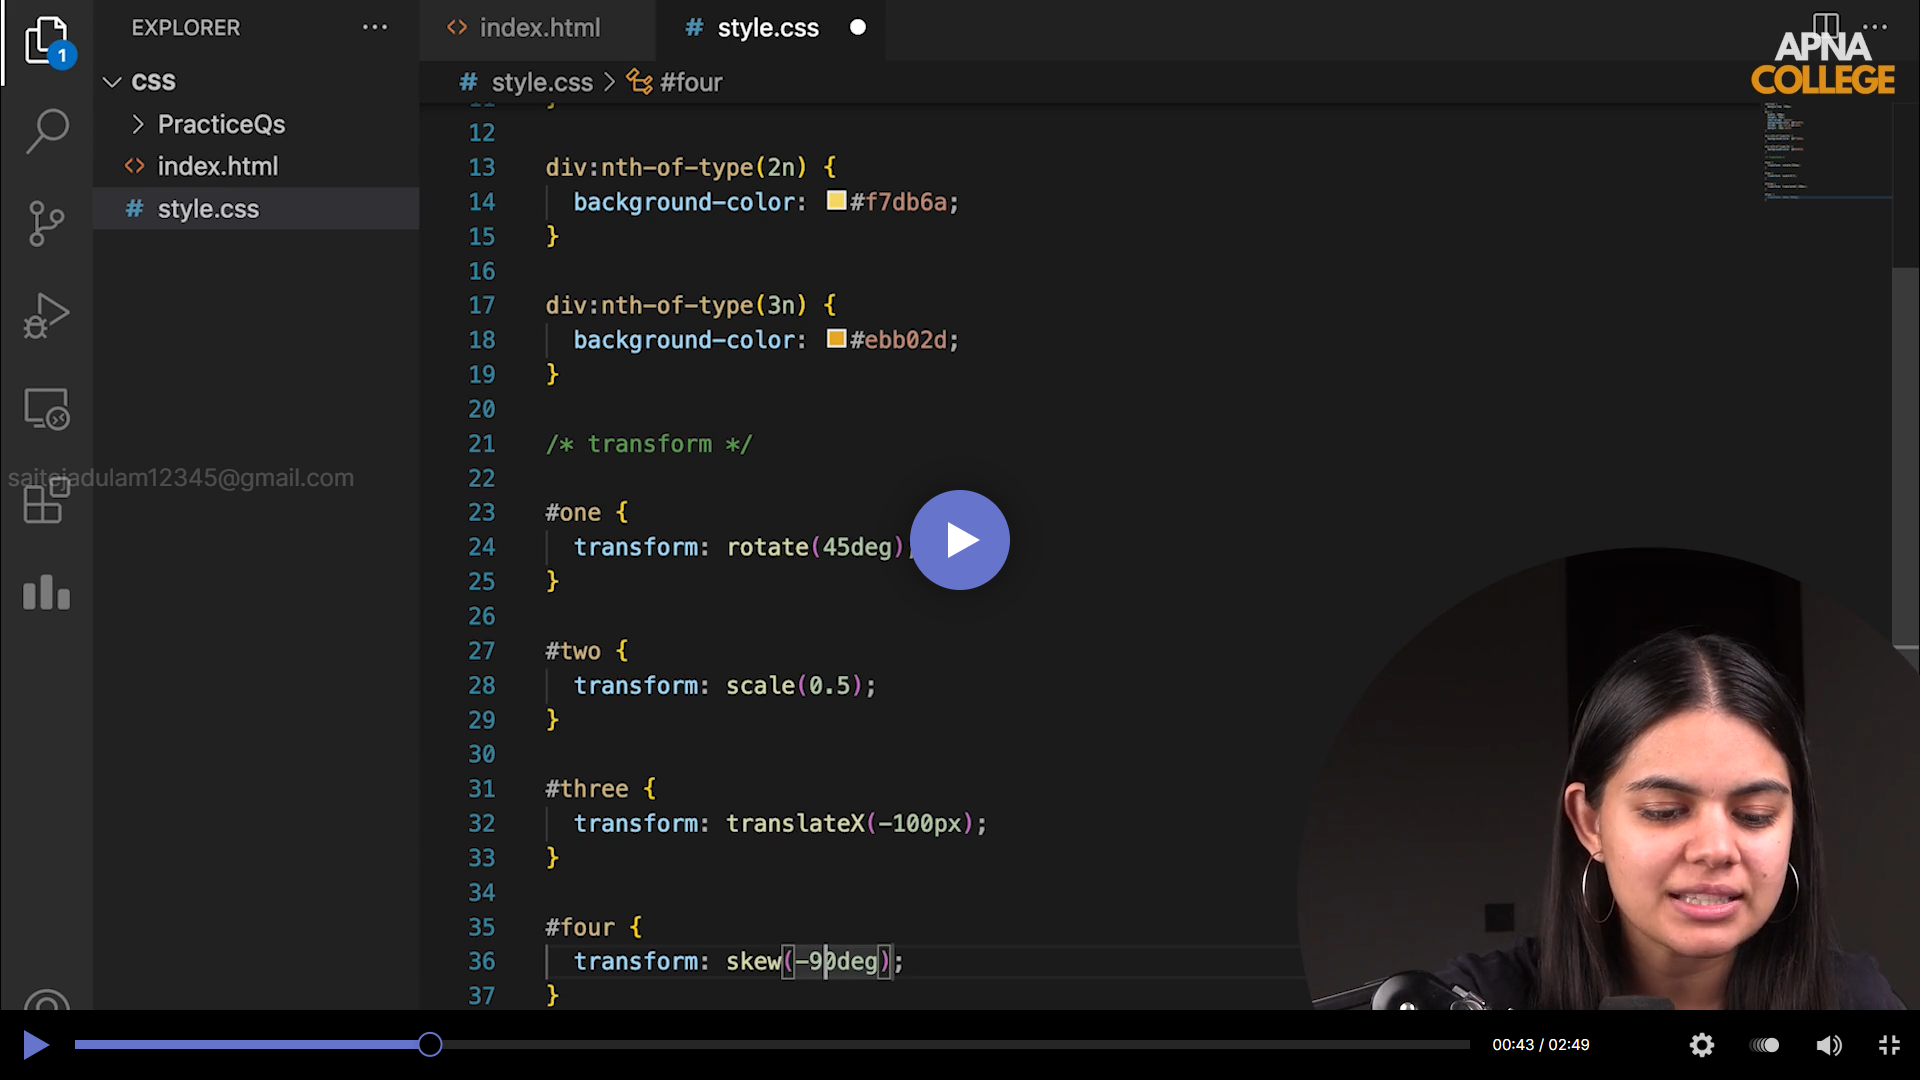 EXPLORER
index.html
style.css
APNA
COLLEGE
1
CSS
style.css > #four
PracticeQs
index.html
style.css
12
13 div:nth-of-type(2n) {
14 background-color: #f7db6a;
15 }
16
17 div:nth-of-type(3n) {
18 background-color: #ebb02d;
19 }
20
21 /* transform */
22
saitejadulam12345@gmail.com
23 #one {
24 transform: rotate(45deg);
25 }
26
27 #two {
28 transform: scale(0.5);
29 }
30
31 #three {
32 transform: translateX(-100px);
33 }
34
35 #four {
36 transform: skew(-90deg);
37 }
00:43 / 02:49